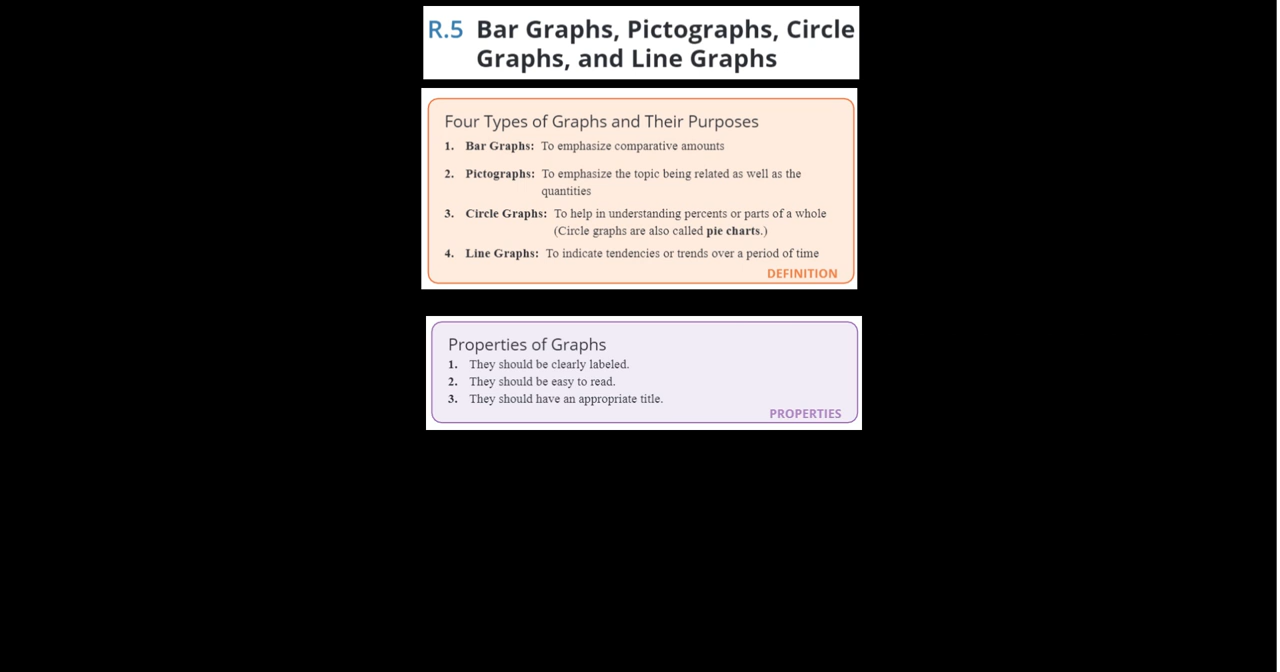 R.5 Bar Graphs, Pictographs, Circle
Graphs, and Line Graphs
Four Types of Graphs and Their Purposes
1. Bar Graphs: To emphasize comparative amounts
2. Pictographs: To emphasize the topic being related as well as the
quantities
3. Circle Graphs: To help in understanding percents or parts of a whole
(Circle graphs are also called pie charts.)
4. Line Graphs: To indicate tendencies or trends over a period of time
DEFINITION
Properties of Graphs
1. They should be clearly labeled.
2. They should be easy to read.
3. They should have an appropriate title.
PROPERTIES